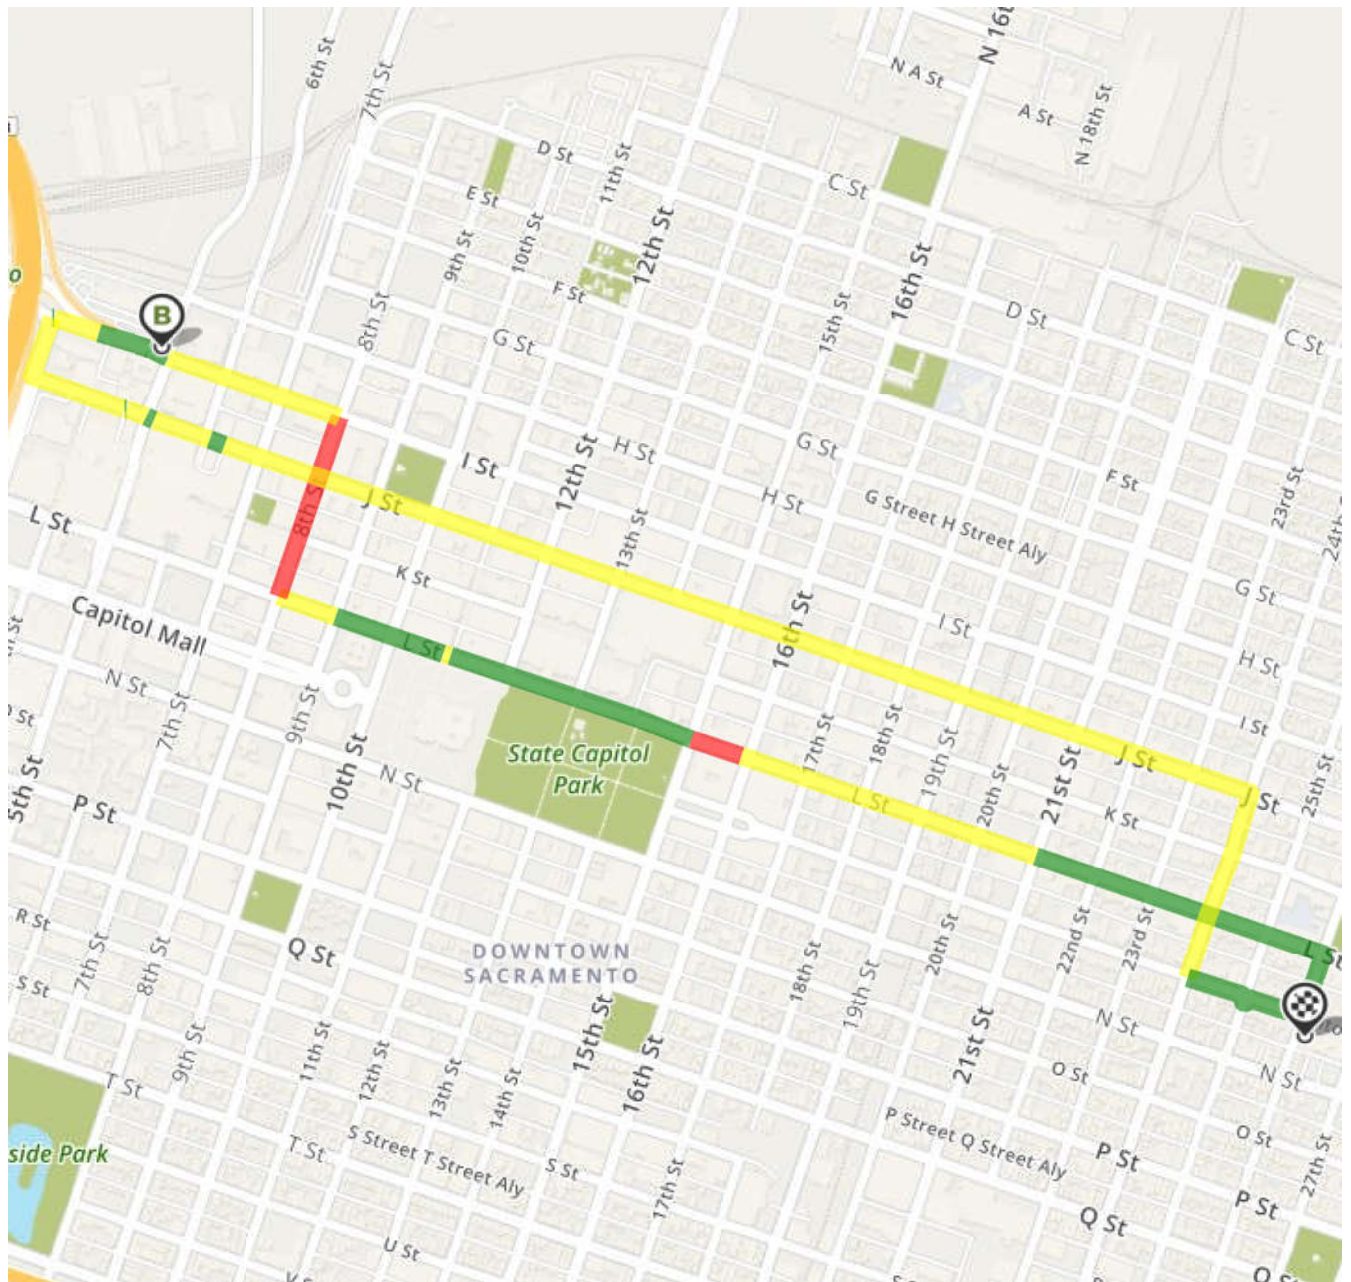 N 16t
6th St
7th St
N A St
A St
N 18th St
D St
11th St
C St
E St
10th St
9th St
12th St
F St
16th St
15th St
D St
C St
8th St
G St
B
H St
G St
I St
12th St
H St
F St
23rd St
24th
G Street H Street Aly
J St
8th S
13th St
L St
K St
G St
Capitol Mall
16th St
I St
H St
L St
N St
7th St
9th St
I St
17th St
18th St
19th St
State Capitol
Park
J St
J St
25th St
5th St
10th St
N St
L St
20th St
21st St
K St
P St
R St
Q St
DOWNTOWN
SACRAMENTO
20th St
22nd St
23rd St
L St
7th St
8th St
18th St
19th St
S St
15th St
21st St
N St
9th St
11th St
12th St
13th St
14th St
16th St
O St
N St
T St
side Park
T St
S Street T Street Aly
S St
17th St
P Street Q Street Aly
P St
O St
27th St
P St
Q St
U St